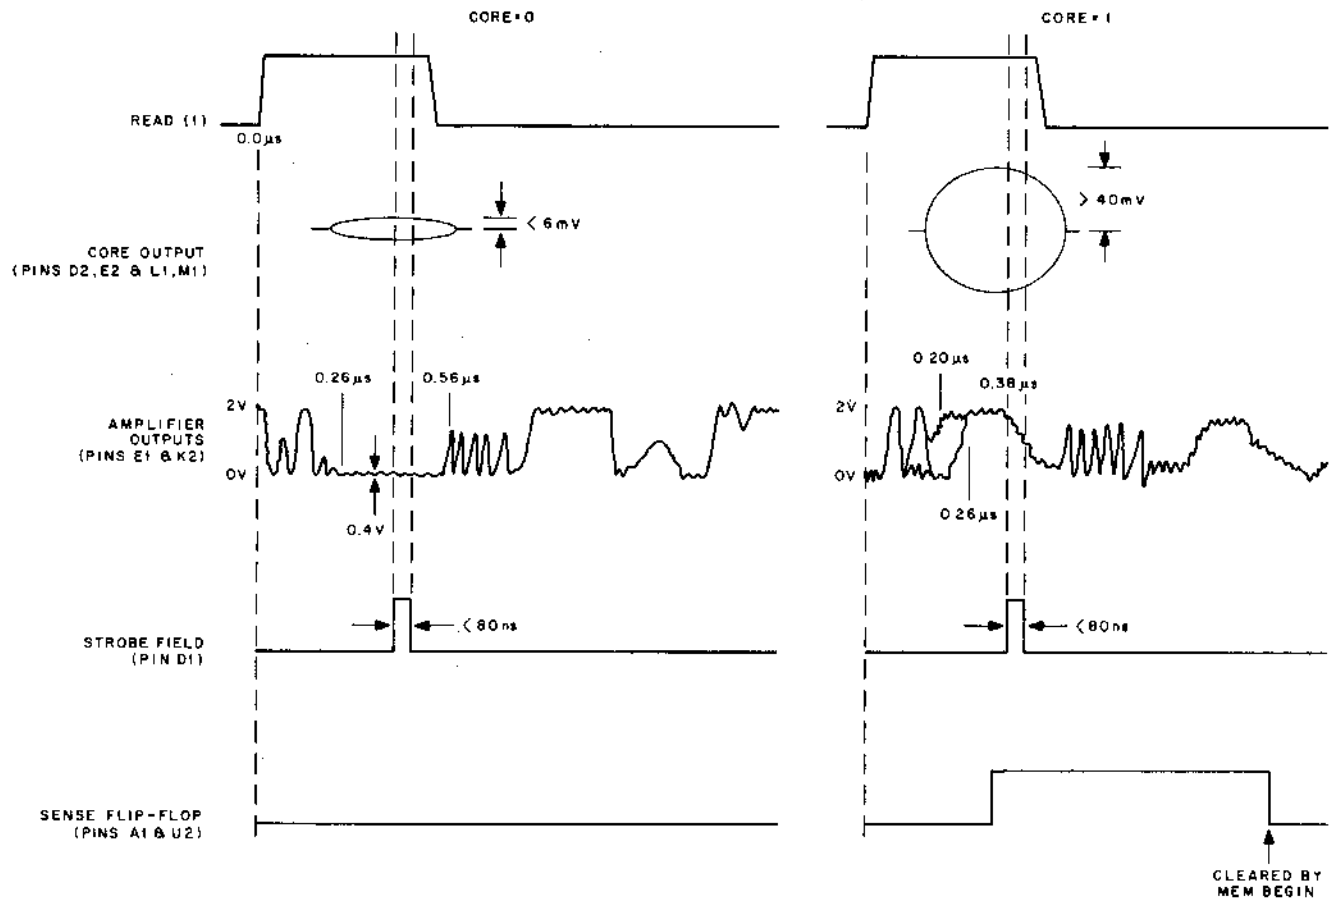 CORE=0
CORE=1
READ (1)
0.0µs
< 6mV
> 40mV
CORE OUTPUT
(PINS D2,E2 & L1,M1)
0.26µs
0.56µs
0.20µs
0.38µs
2V
2V
AMPLIFIER
OUTPUTS
(PINS E1 & K2)
0V
0V
0.4V
0.26µs
<80ns
<80ns
STROBE FIELD
(PIN D1)
SENSE FLIP-FLOP
(PINS A1 & U2)
CLEARED BY
MEM BEGIN